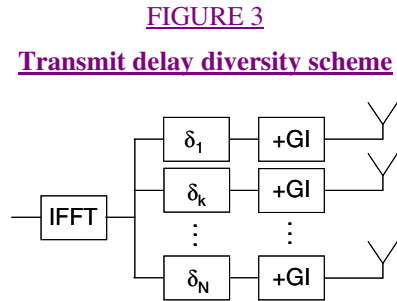 FIGURE 3
Transmit delay diversity scheme
δ1 +GI
IFFT δk +GI
⋮ ⋮
δN +GI